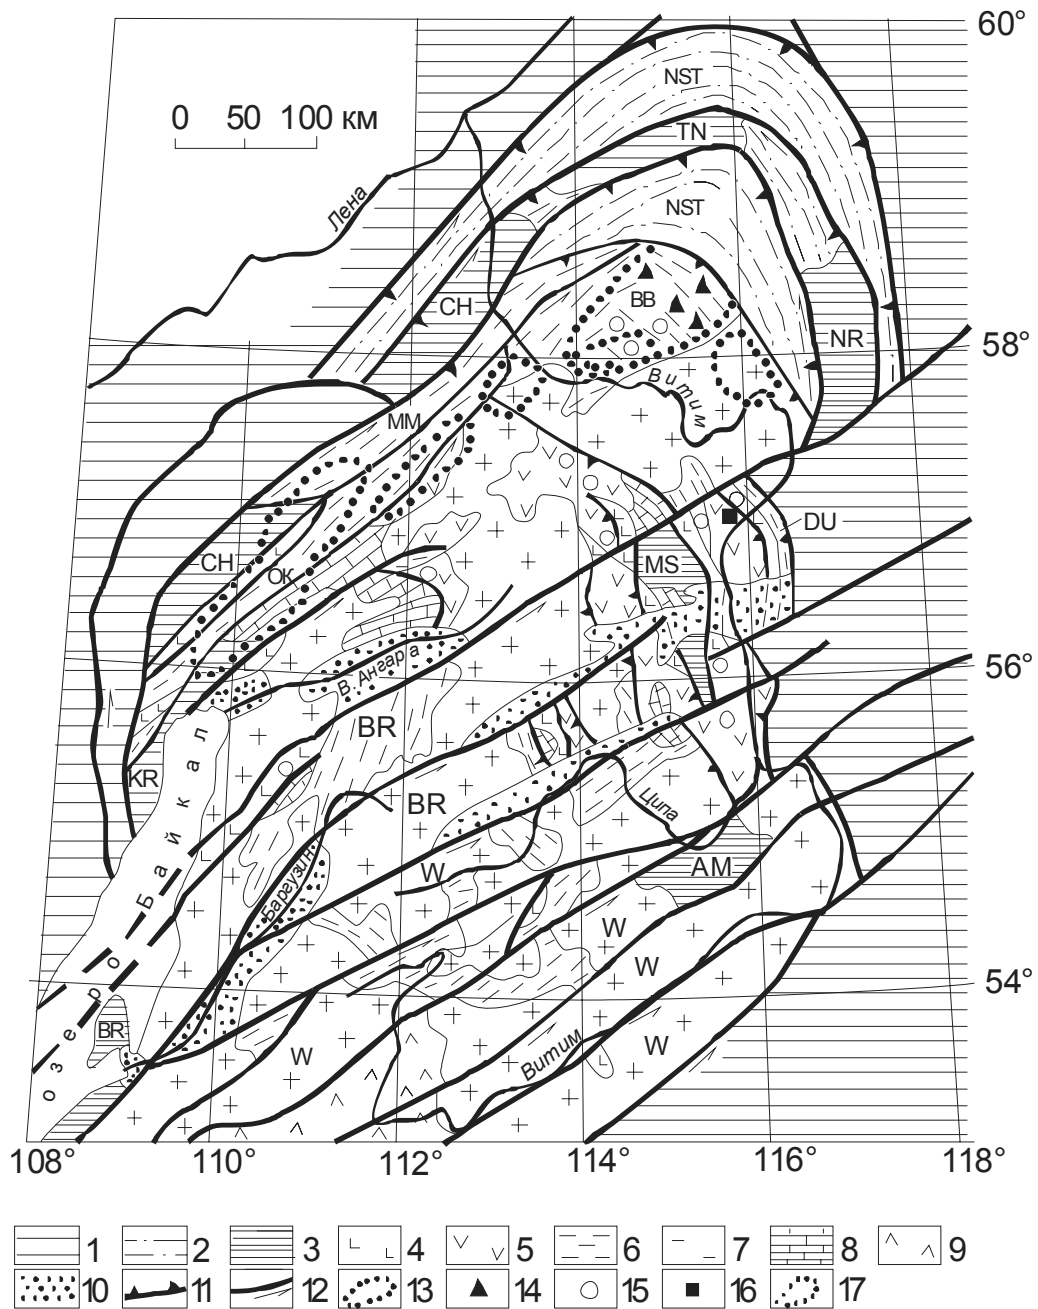 60°
NST
0 50 100 км
TN
Лена
NST
BB
CH
NR
58°
Витим
MM
DU
CH
ОК
MS
В. Ангара
56°
BR
KR
BR
Ципа
W
AM
Баргузин
W
W
озеро Байкал
54°
BR
W
Витим
W
108° 110° 112° 114° 116° 118°
1 2 3 4 5 6 7 8 9
10 11 12 13 14 15 16 17